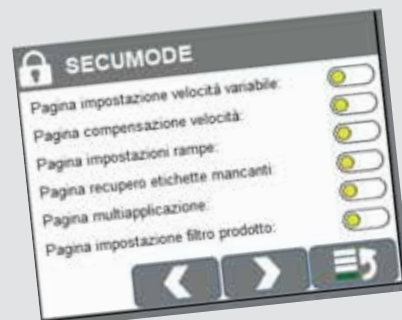 SECUMODE
Pagina impostazione velocità variabile:
Pagina compensazione velocità:
Pagina impostazioni rampe:
Pagina recupero etichette mancanti:
Pagina multiapplicazione:
Pagina impostazione filtro prodotto: